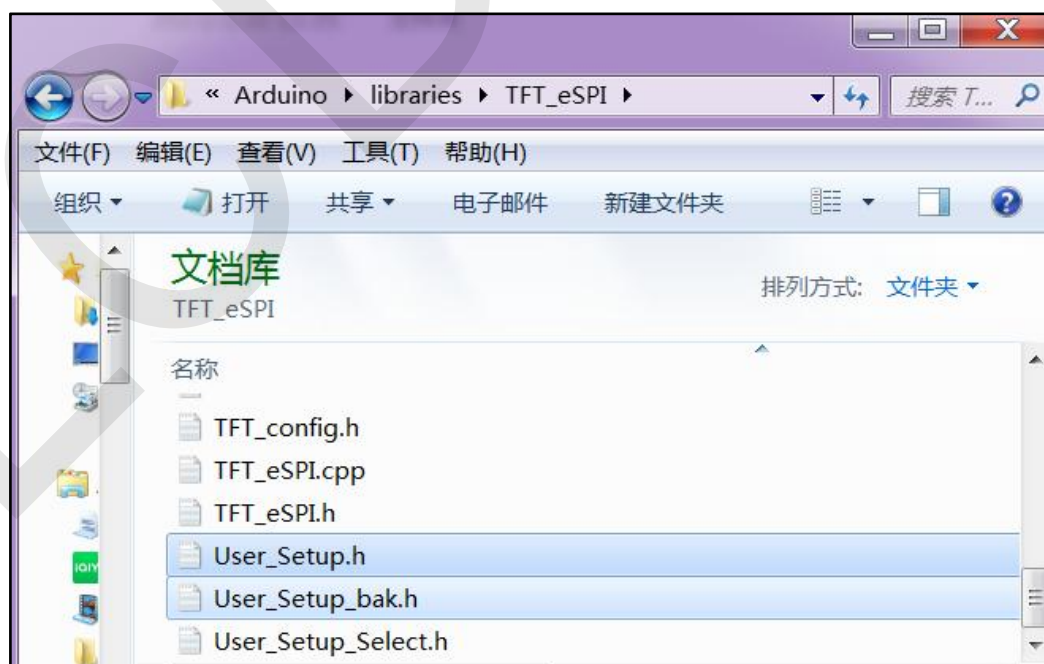 « Arduino ▸ libraries ▸ TFT_eSPI ▸ 搜索 T...
文件(F) 编辑(E) 查看(V) 工具(T) 帮助(H)
组织 打开 共享 电子邮件 新建文件夹
文档库
TFT_eSPI
排列方式: 文件夹
名称
TFT_config.h
TFT_eSPI.cpp
TFT_eSPI.h
User_Setup.h
User_Setup_bak.h
User_Setup_Select.h